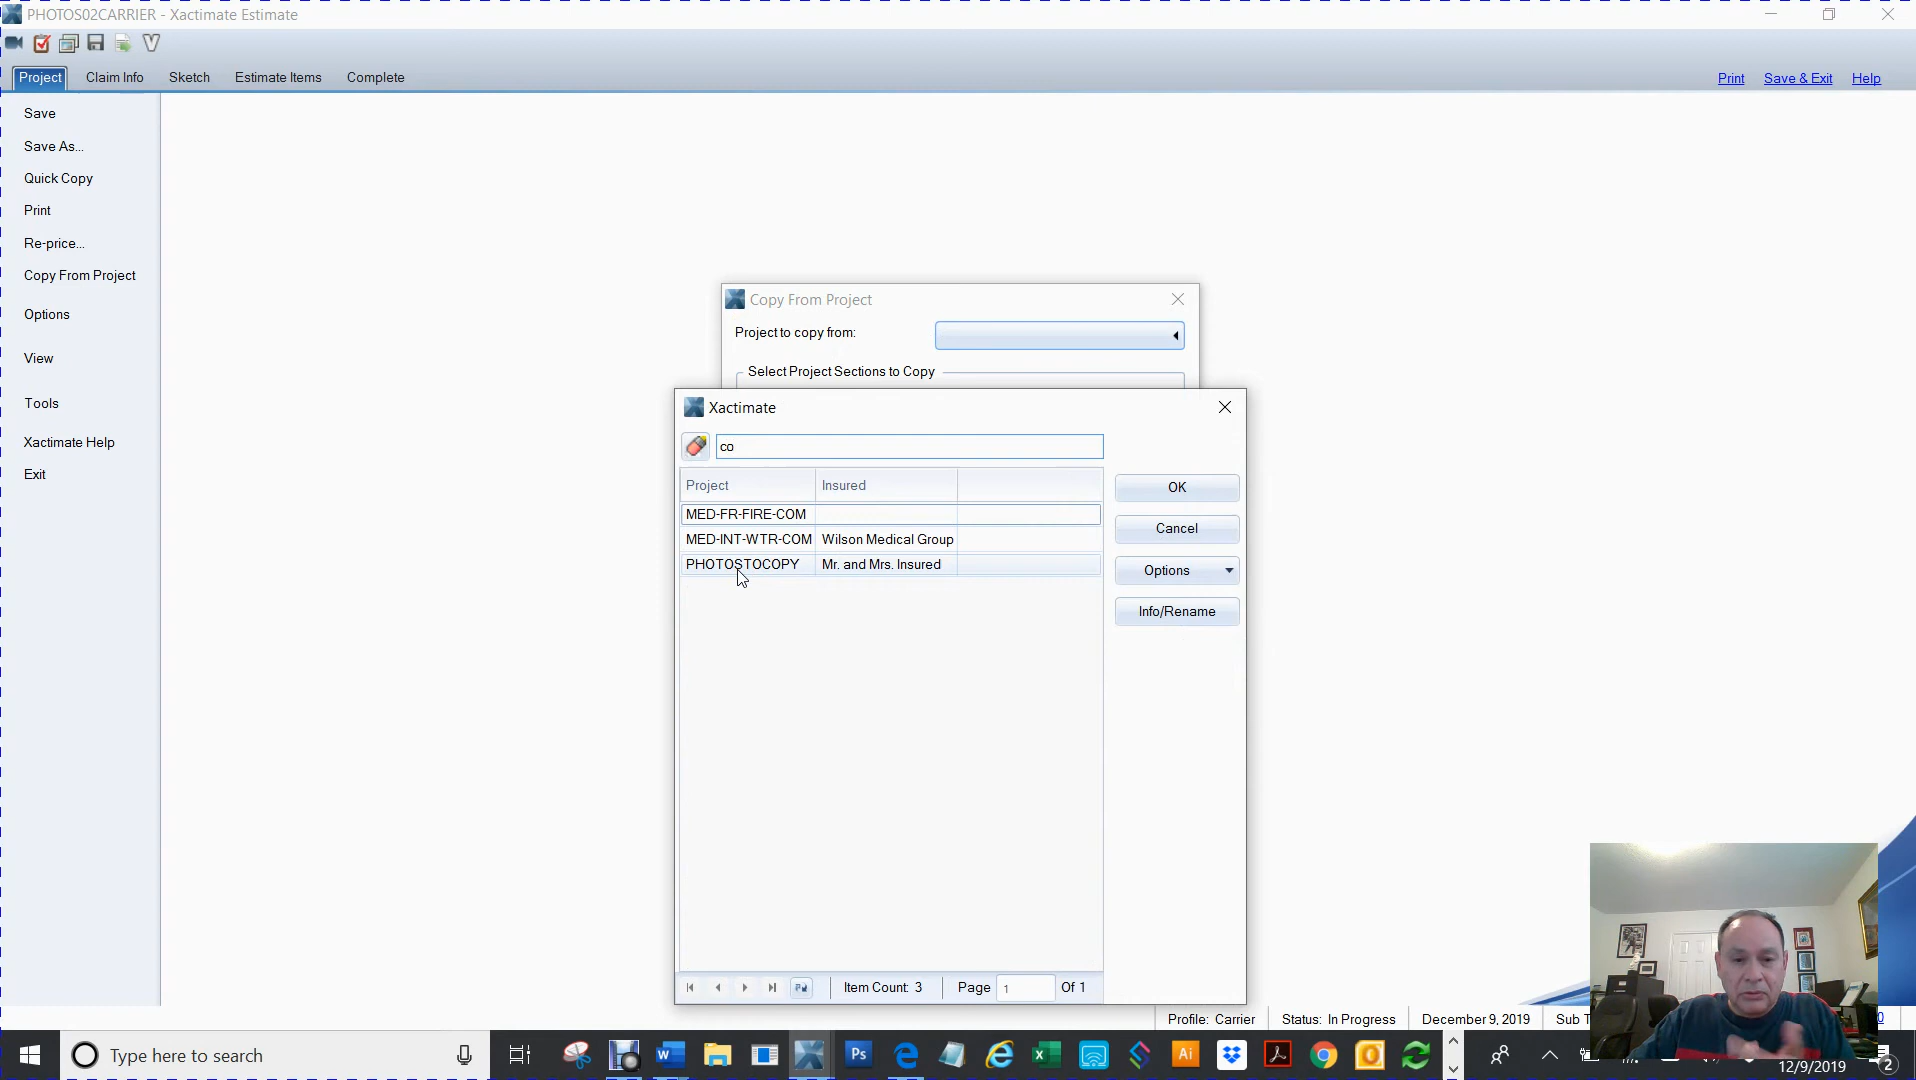 PHOTOS02CARRIER - Xactimate Estimate
Project Claim Info Sketch Estimate Items Complete
Print Save & Exit Help
Save
Save As...
Quick Copy
Print
Re-price...
Copy From Project
Options
View
Tools
Xactimate Help
Exit
Copy From Project
Project to copy from:
Select Project Sections to Copy
Xactimate
co
Project Insured
MED-FR-FIRE-COM
MED-INT-WTR-COM Wilson Medical Group
PHOTOSTOCOPY Mr. and Mrs. Insured
OK
Cancel
Options
Info/Rename
Item Count: 3 Page 1 Of 1
Profile: Carrier Status: In Progress December 9, 2019 Sub T
Type here to search
Ps
Ai
12/9/2019
2